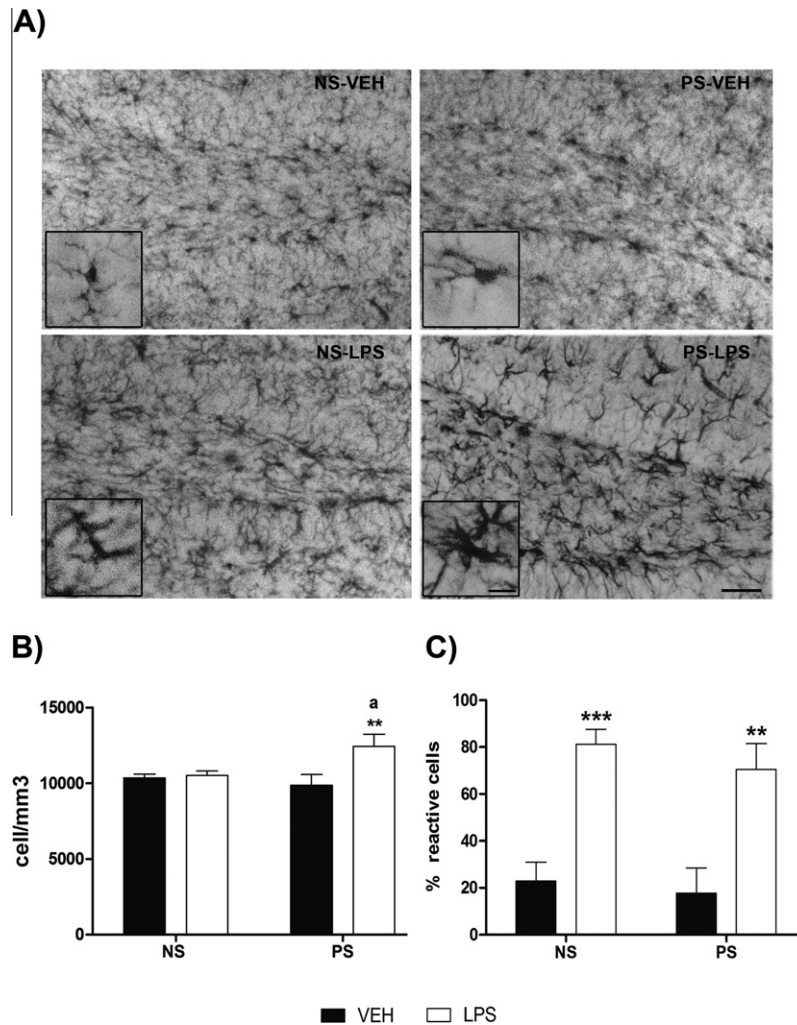 A)
NS-VEH
PS-VEH
NS-LPS
PS-LPS
B)
C)
15000
10000
5000
0
cell/mm3
a
**
NS
PS
100
80
60
40
20
0
% reactive cells
***
**
NS
PS
VEH
LPS